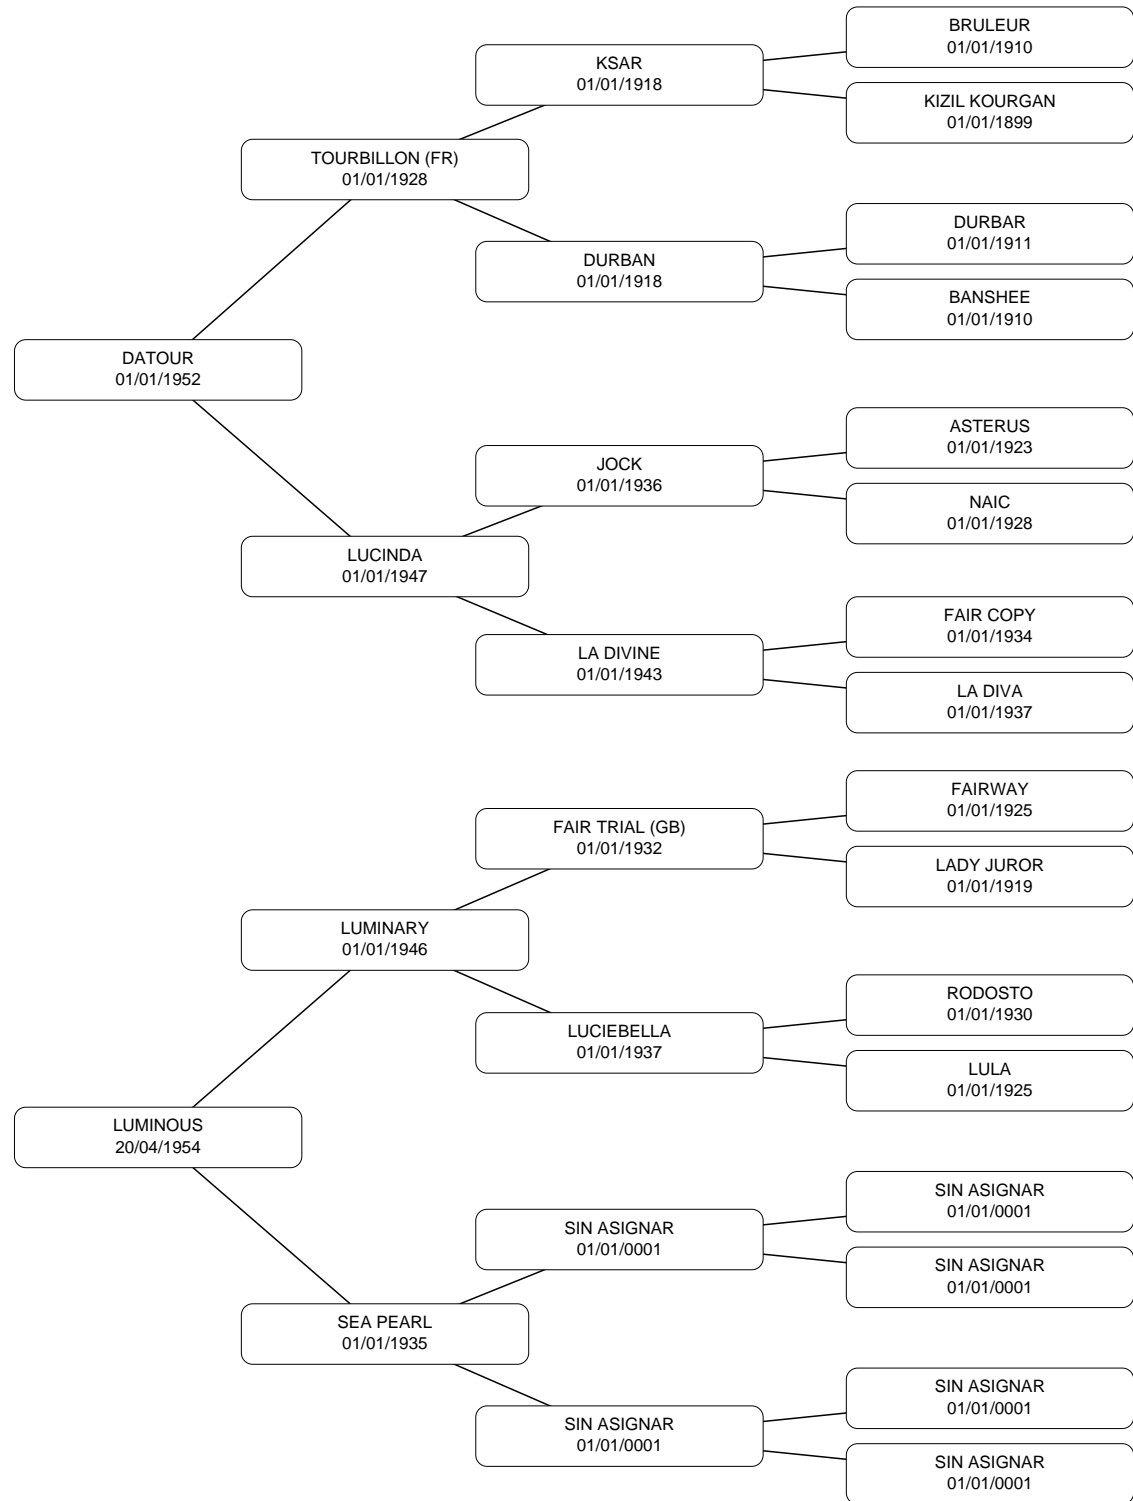 BRULEUR
01/01/1910
KSAR
01/01/1918
KIZIL KOURGAN
01/01/1899
TOURBILLON (FR)
01/01/1928
DURBAR
01/01/1911
DURBAN
01/01/1918
BANSHEE
01/01/1910
DATOUR
01/01/1952
ASTERUS
01/01/1923
JOCK
01/01/1936
NAIC
01/01/1928
LUCINDA
01/01/1947
FAIR COPY
01/01/1934
LA DIVINE
01/01/1943
LA DIVA
01/01/1937
FAIRWAY
01/01/1925
FAIR TRIAL (GB)
01/01/1932
LADY JUROR
01/01/1919
LUMINARY
01/01/1946
RODOSTO
01/01/1930
LUCIEBELLA
01/01/1937
LULA
01/01/1925
LUMINOUS
20/04/1954
SIN ASIGNAR
01/01/0001
SIN ASIGNAR
01/01/0001
SIN ASIGNAR
01/01/0001
SEA PEARL
01/01/1935
SIN ASIGNAR
01/01/0001
SIN ASIGNAR
01/01/0001
SIN ASIGNAR
01/01/0001